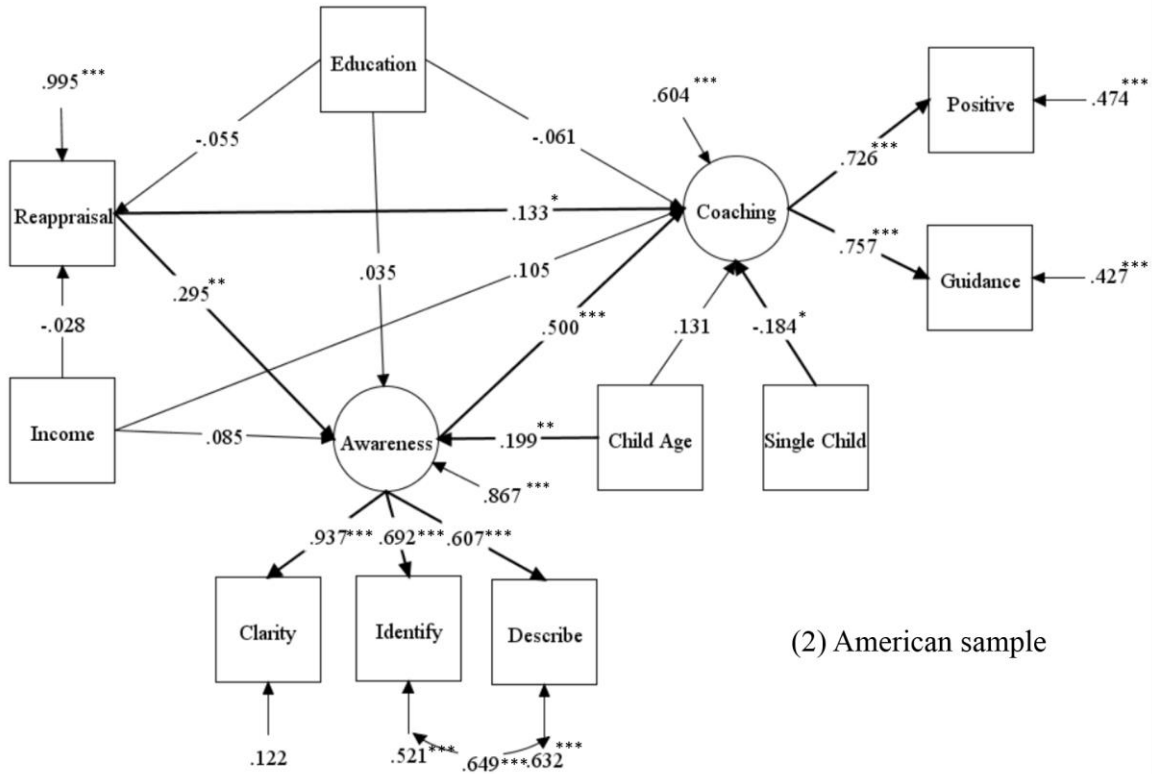 Education
.995***
.604***
Positive
.474***
-.055
-.061
.726***
Reappraisal
.133*
Coaching
.757***
Guidance
.427***
.295**
.035
.105
-.028
.500***
.131
-.184*
Income
.085
Awareness
.199**
Child Age
Single Child
.867***
.937***
.692***
.607***
Clarity
Identify
Describe
(2) American sample
.122
.521***
.649***
.632***